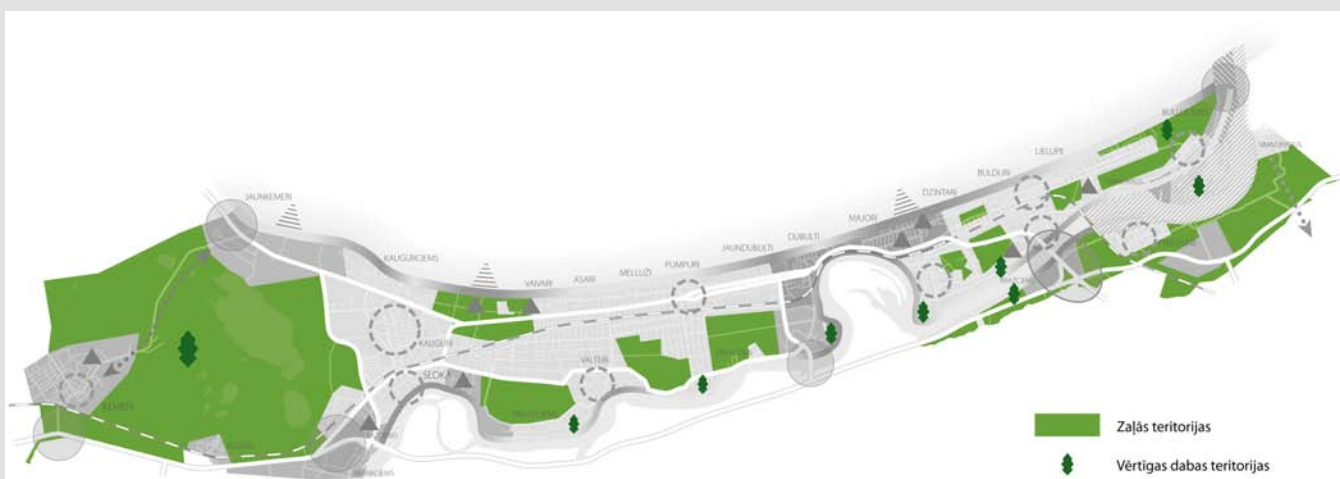 BULLUCIEMS
LIELUPE
BULDURI
DZINTARI
MAJORI
DUBULTI
JAUNDUBULTI
PUMPURI
MELLUŽI
ASARI
VAIVARI
KAUGURCIEMS
JAUNĶEMERI
KAUGURI
SLOKA
VALTERI
ĶEMERI
Zaļās teritorijas
Vērtīgas dabas teritorijas